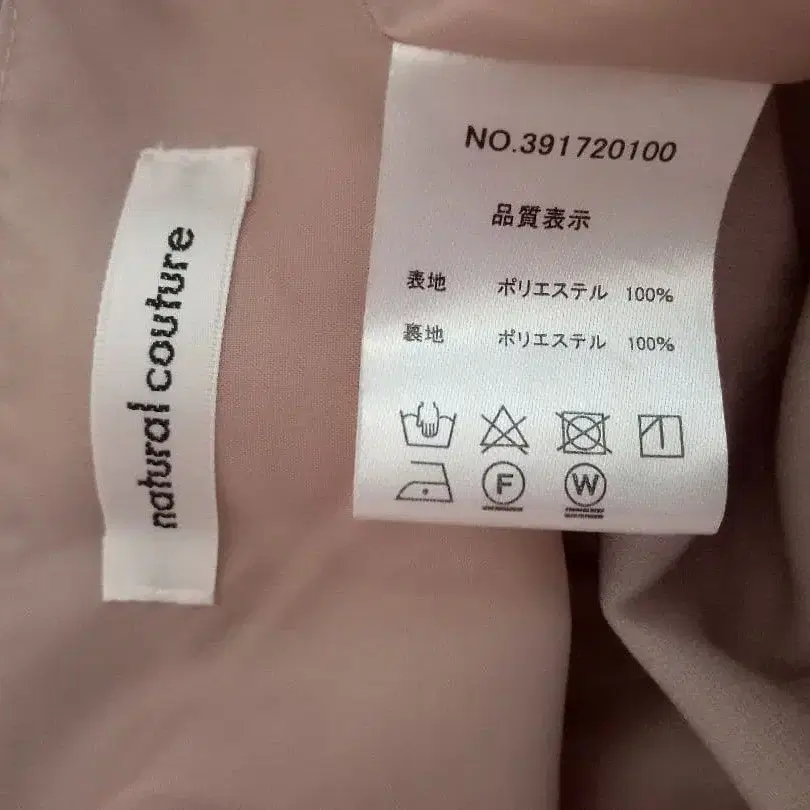 natural couture
NO.391720100
品質表示
表地 ポリエステル 100%
裏地 ポリエステル 100%
F
W